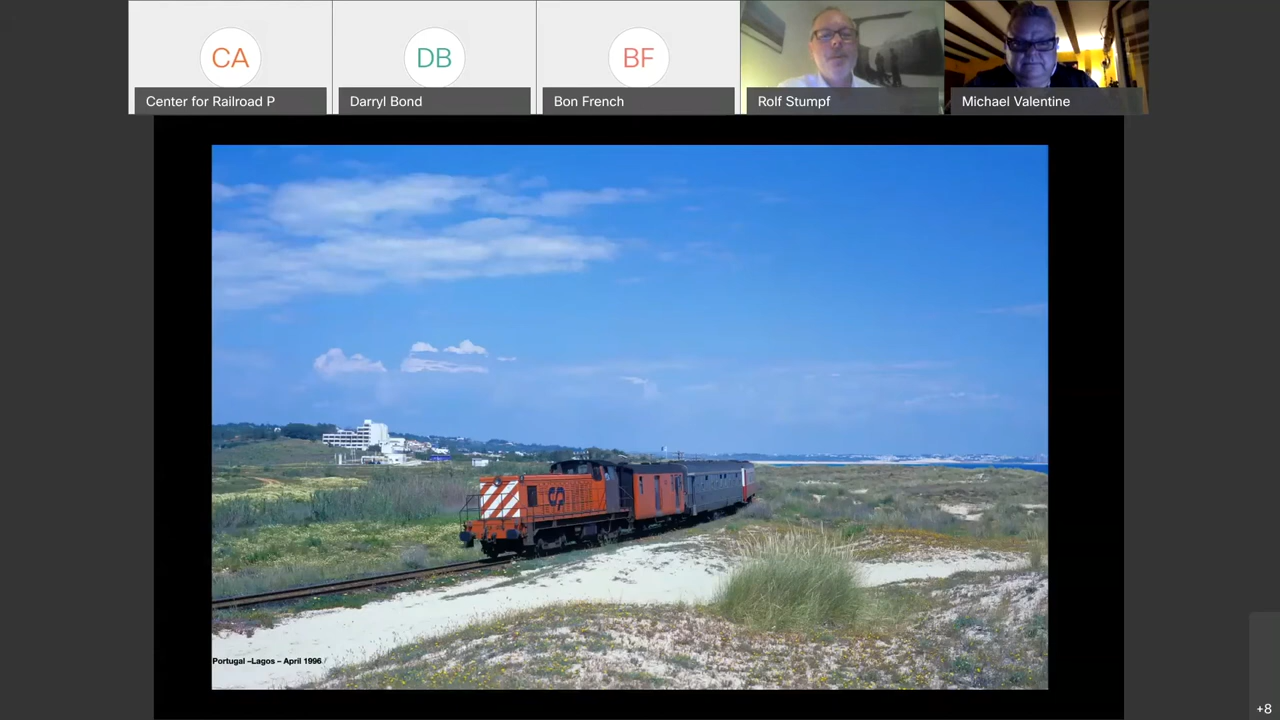 CA
Center for Railroad P
DB
Darryl Bond
BF
Bon French
Rolf Stumpf
Michael Valentine
Portugal –Lagos – April 1996
+8